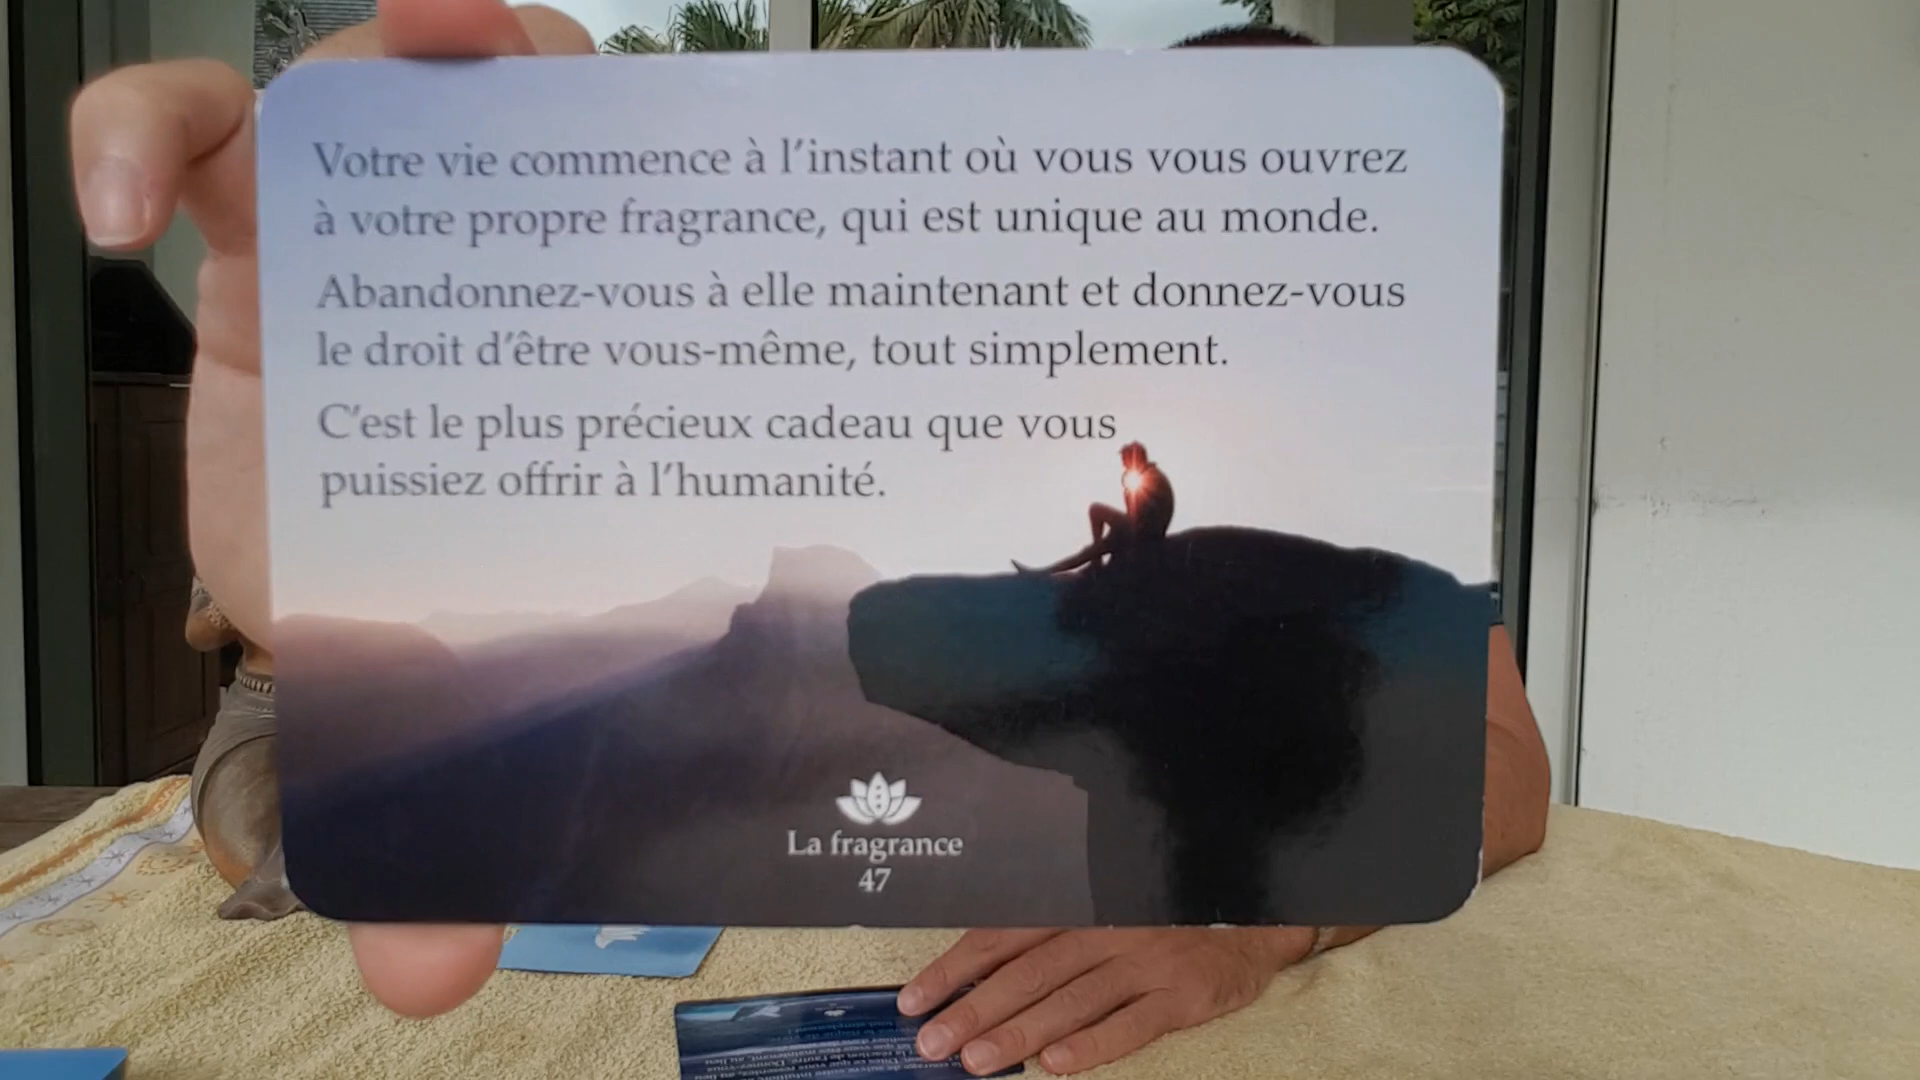 Votre vie commence à l'instant où vous vous ouvrez
à votre propre fragrance, qui est unique au monde.
Abandonnez-vous à elle maintenant et donnez-vous
le droit d'être vous-même, tout simplement.
C'est le plus précieux cadeau que vous
puissiez offrir à l'humanité.
La fragrance
47